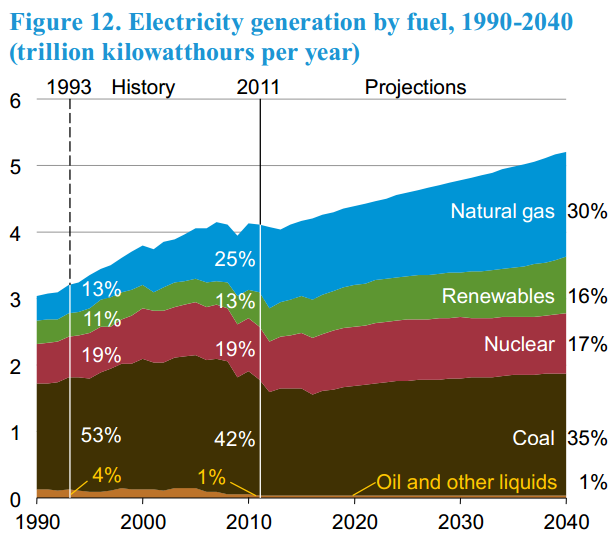 Figure 12. Electricity generation by fuel, 1990-2040
(trillion kilowatthours per year)
1993 History 2011 Projections
6
5
4
3
2
1
0
25%
Natural gas 30%
13%
13%
Renewables 16%
11%
19%
19%
Nuclear 17%
53%
42%
Coal 35%
4%
1%
Oil and other liquids 1%
1990 2000 2010 2020 2030 2040